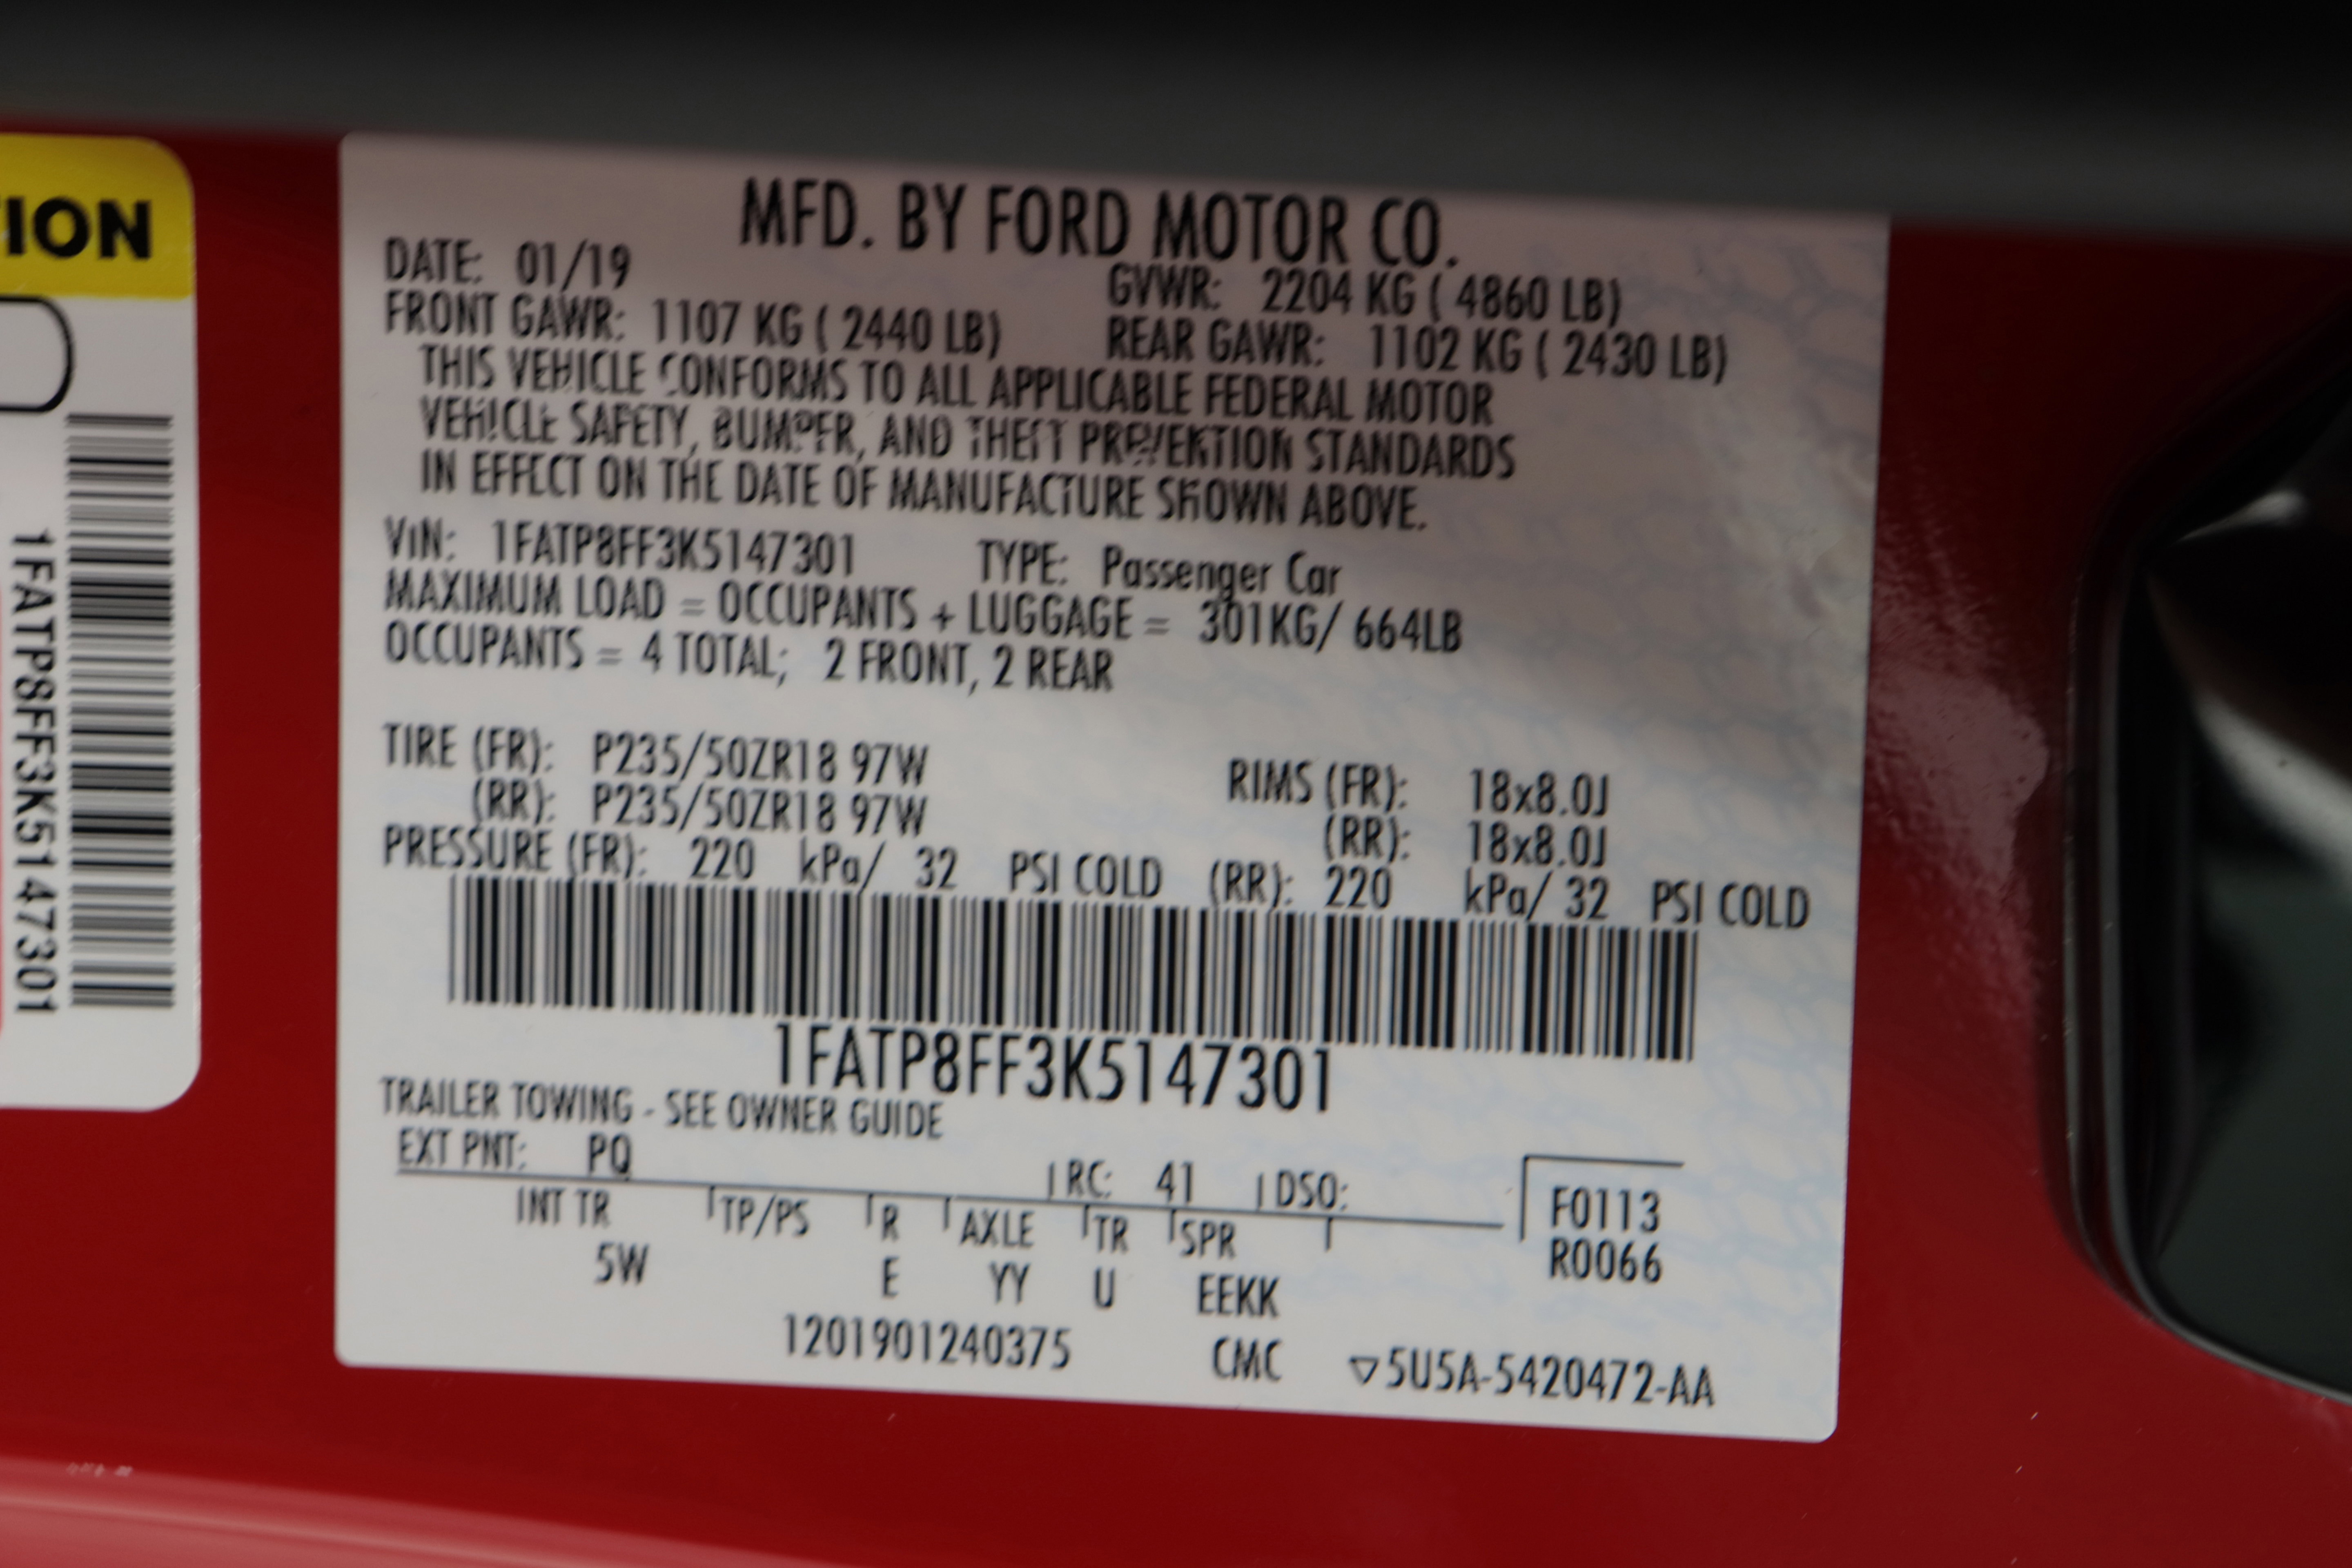 ION
1FATP8FF3K5147301
MFD. BY FORD MOTOR CO.
DATE: 01/19 GVWR: 2204 KG ( 4860 LB)
FRONT GAWR: 1107 KG ( 2440 LB) REAR GAWR: 1102 KG ( 2430 LB)
THIS VEHICLE CONFORMS TO ALL APPLICABLE FEDERAL MOTOR
VEHICLE SAFETY, BUMPER, AND THEFT PREVENTION STANDARDS
IN EFFECT ON THE DATE OF MANUFACTURE SHOWN ABOVE.
VIN: 1FATP8FF3K5147301 TYPE: Passenger Car
MAXIMUM LOAD = OCCUPANTS + LUGGAGE = 301KG/ 664LB
OCCUPANTS = 4 TOTAL; 2 FRONT, 2 REAR
TIRE (FR): P235/50ZR18 97W RIMS (FR): 18x8.0J
(RR): P235/50ZR18 97W (RR): 18x8.0J
PRESSURE (FR): 220 kPa/ 32 PSI COLD (RR): 220 kPa/ 32 PSI COLD
1FATP8FF3K5147301
TRAILER TOWING - SEE OWNER GUIDE
EXT PNT: PQ RC: 41 DSO:
INT TR TP/PS R AXLE TR SPR F0113
5W E YY U EEKK R0066
1201901240375 CMC ▽5U5A-5420472-AA